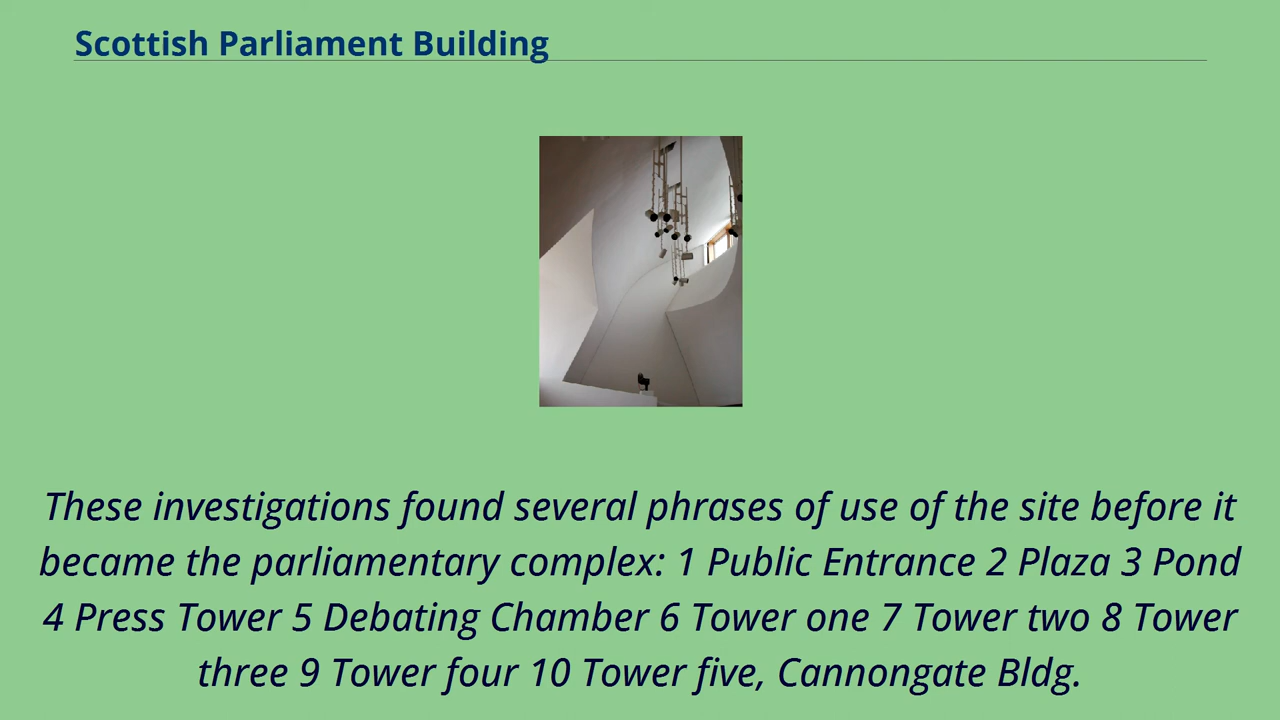 Scottish Parliament Building
These investigations found several phrases of use of the site before it
became the parliamentary complex: 1 Public Entrance 2 Plaza 3 Pond
4 Press Tower 5 Debating Chamber 6 Tower one 7 Tower two 8 Tower
three 9 Tower four 10 Tower five, Cannongate Bldg.